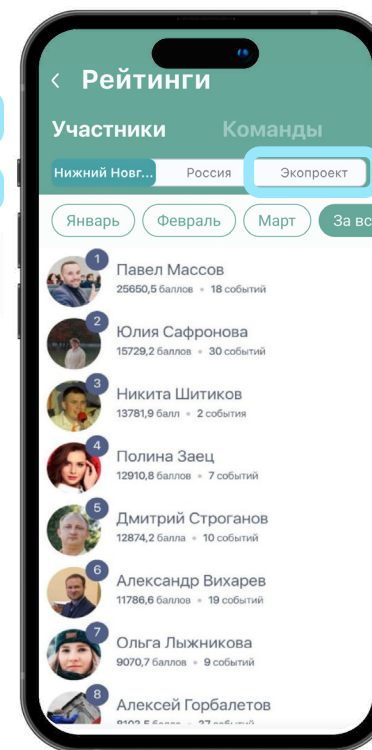 Рейтинги
Участники Команды
Нижний Новг... Россия Экопроект
Январь Февраль Март За вс
1
Павел Массов
25650,5 баллов • 18 событий
2
Юлия Сафронова
15729,2 баллов • 30 событий
3
Никита Шитиков
13781,9 балл • 2 события
4
Полина Заец
12910,8 баллов • 7 событий
5
Дмитрий Строганов
12874,2 балла • 10 событий
6
Александр Вихарев
11786,6 баллов • 19 событий
7
Ольга Лыжникова
9070,7 баллов • 9 событий
8
Алексей Горбалетов